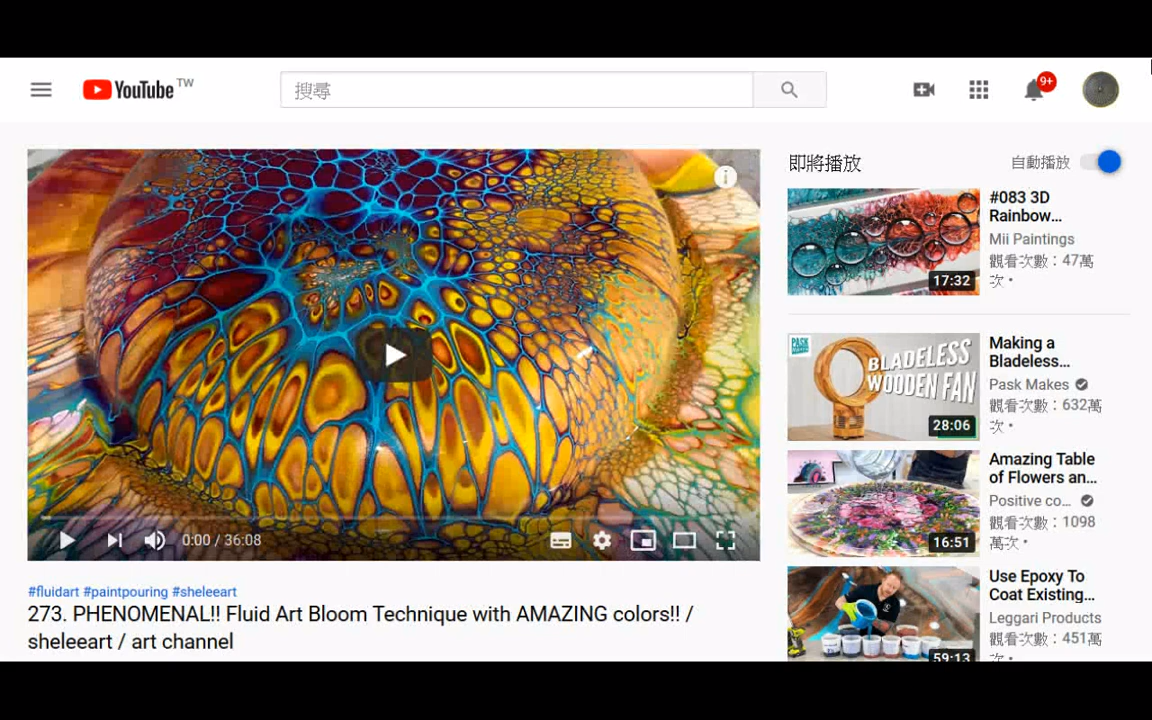 YouTube TW
搜尋
9+
即將播放
自動播放
#083 3D
Rainbow...
Mii Paintings
觀看次數：47萬
次 •
17:32
BLADELESS
WOODEN FAN
PASK
MAKES
28:06
Making a
Bladeless...
Pask Makes
觀看次數：632萬
次 •
16:51
Amazing Table
of Flowers an...
Positive co...
觀看次數：1098
萬次 •
59:13
Use Epoxy To
Coat Existing...
Leggari Products
觀看次數：451萬
次 •
0:00 / 36:08
#fluidart #paintpouring #sheleeart
273. PHENOMENAL!! Fluid Art Bloom Technique with AMAZING colors!! /
sheleeart / art channel